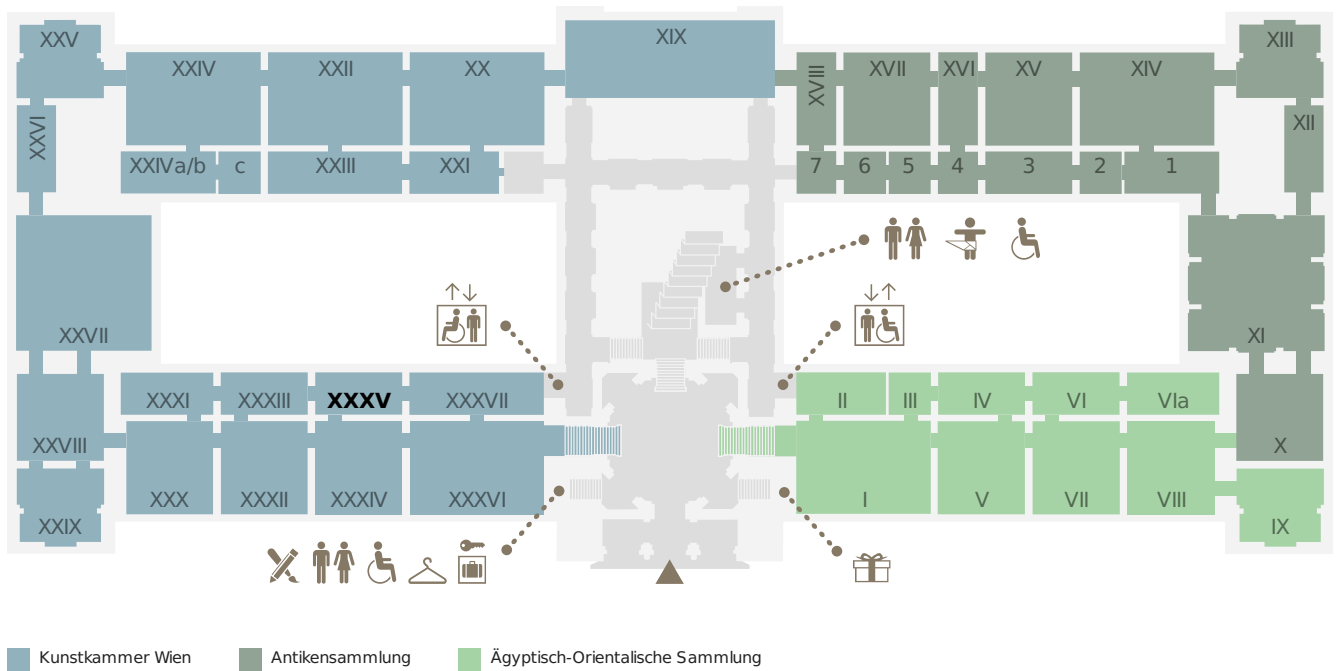 XXV
XIX
XIII
XXIV
XXII
XX
XVIII
XVII
XVI
XV
XIV
XXVI
XII
XXIVa/b
c
XXIII
XXI
7
6
5
4
3
2
1
XXVII
XI
XXXI
XXXIII
XXXV
XXXVII
II
III
IV
VI
VIa
XXVIII
X
XXX
XXXII
XXXIV
XXXVI
I
V
VII
VIII
XXIX
IX
Kunstkammer Wien
Antikensammlung
Ägyptisch-Orientalische Sammlung